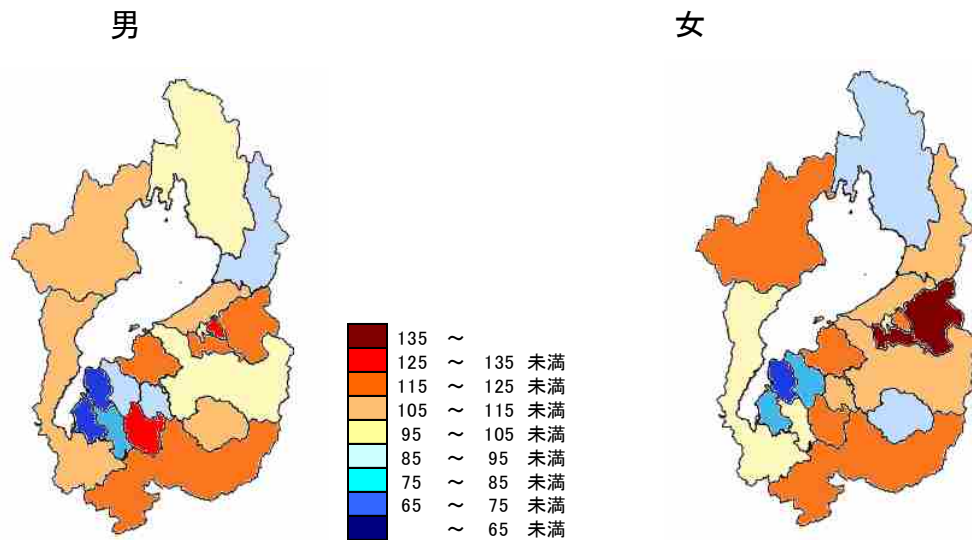 男
女
135 ～
125 ～ 135 未満
115 ～ 125 未満
105 ～ 115 未満
95 ～ 105 未満
85 ～ 95 未満
75 ～ 85 未満
65 ～ 75 未満
～ 65 未満